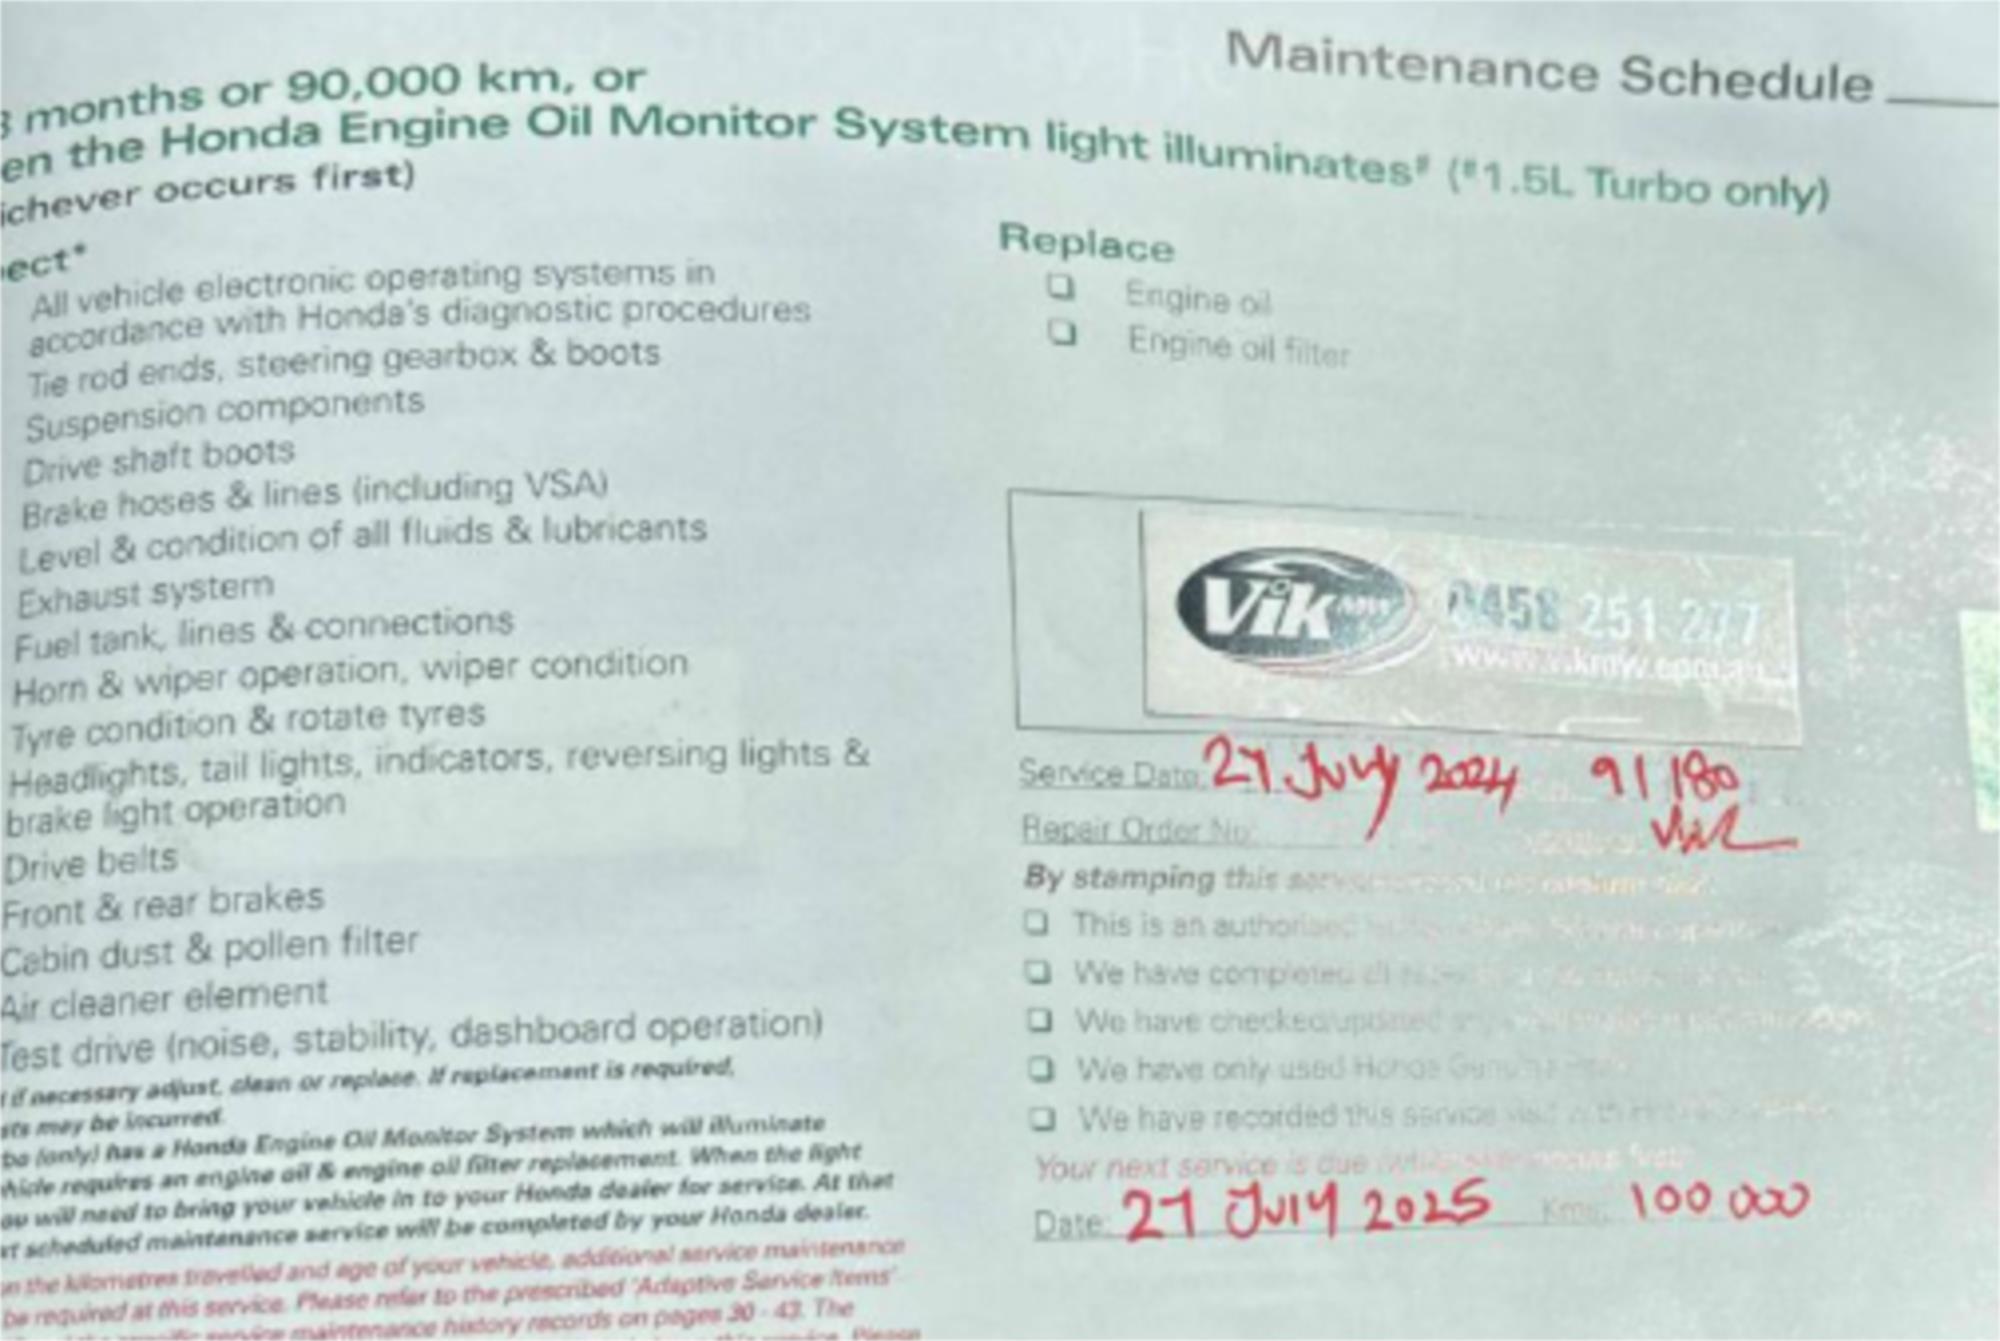 Maintenance Schedule
months or 90,000 km, or
en the Honda Engine Oil Monitor System light illuminates# (#1.5L Turbo only)
ichever occurs first)
ect*
All vehicle electronic operating systems in
accordance with Honda's diagnostic procedures
Tie rod ends, steering gearbox & boots
Suspension components
Drive shaft boots
Brake hoses & lines (including VSA)
Level & condition of all fluids & lubricants
Exhaust system
Fuel tank, lines & connections
Horn & wiper operation, wiper condition
Tyre condition & rotate tyres
Headlights, tail lights, indicators, reversing lights &
brake light operation
Drive belts
Front & rear brakes
Cabin dust & pollen filter
Air cleaner element
Test drive (noise, stability, dashboard operation)
if necessary adjust, clean or replace. If replacement is required,
sts may be incurred.
bo (only) has a Honda Engine Oil Monitor System which will illuminate
hicle requires an engine oil & engine oil filter replacement. When the light
ou will need to bring your vehicle in to your Honda dealer for service. At that
xt scheduled maintenance service will be completed by your Honda dealer.
on the kilometres travelled and age of your vehicle, additional service maintenance
be required at this service. Please refer to the prescribed 'Adaptive Service Items'
service maintenance history records on pages 30 - 43. The
Please
Replace
Engine oil
Engine oil filter
Vik 0458 251 277
Service Date: 27 July 2024 91 180
Repair Order No: Vik
By stamping this
This is an authorised
We have completed all
We have checked/updated
We have only used Honda Genuine
We have recorded this service visit
Your next service is due
Date: 27 July 2025 Kms: 100 000